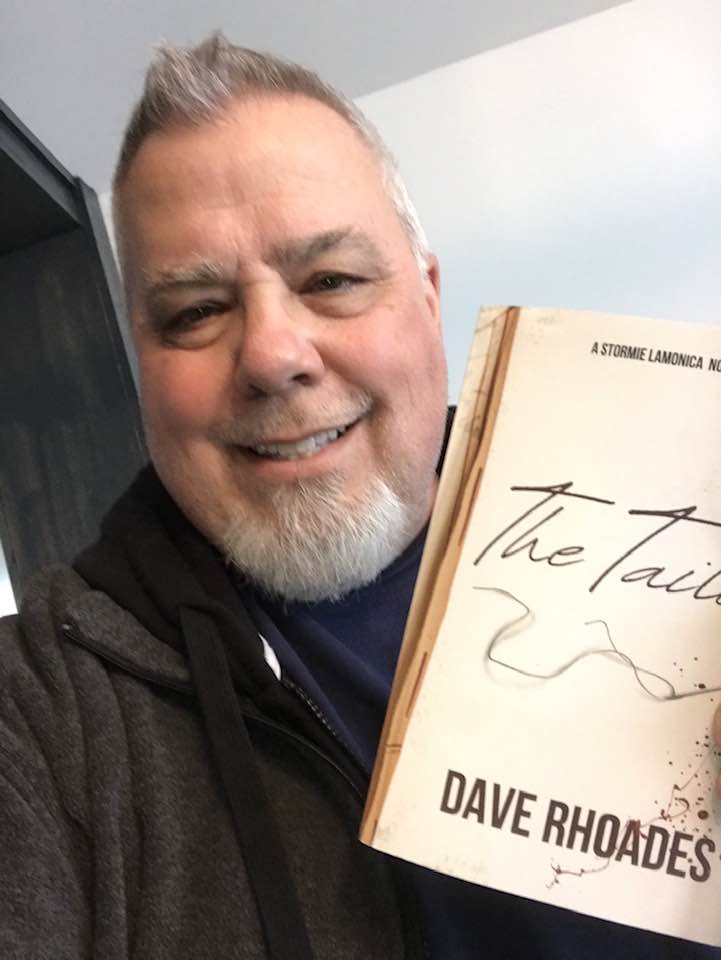 A STORMIE LAMONICA
The
DAVE RHOADES